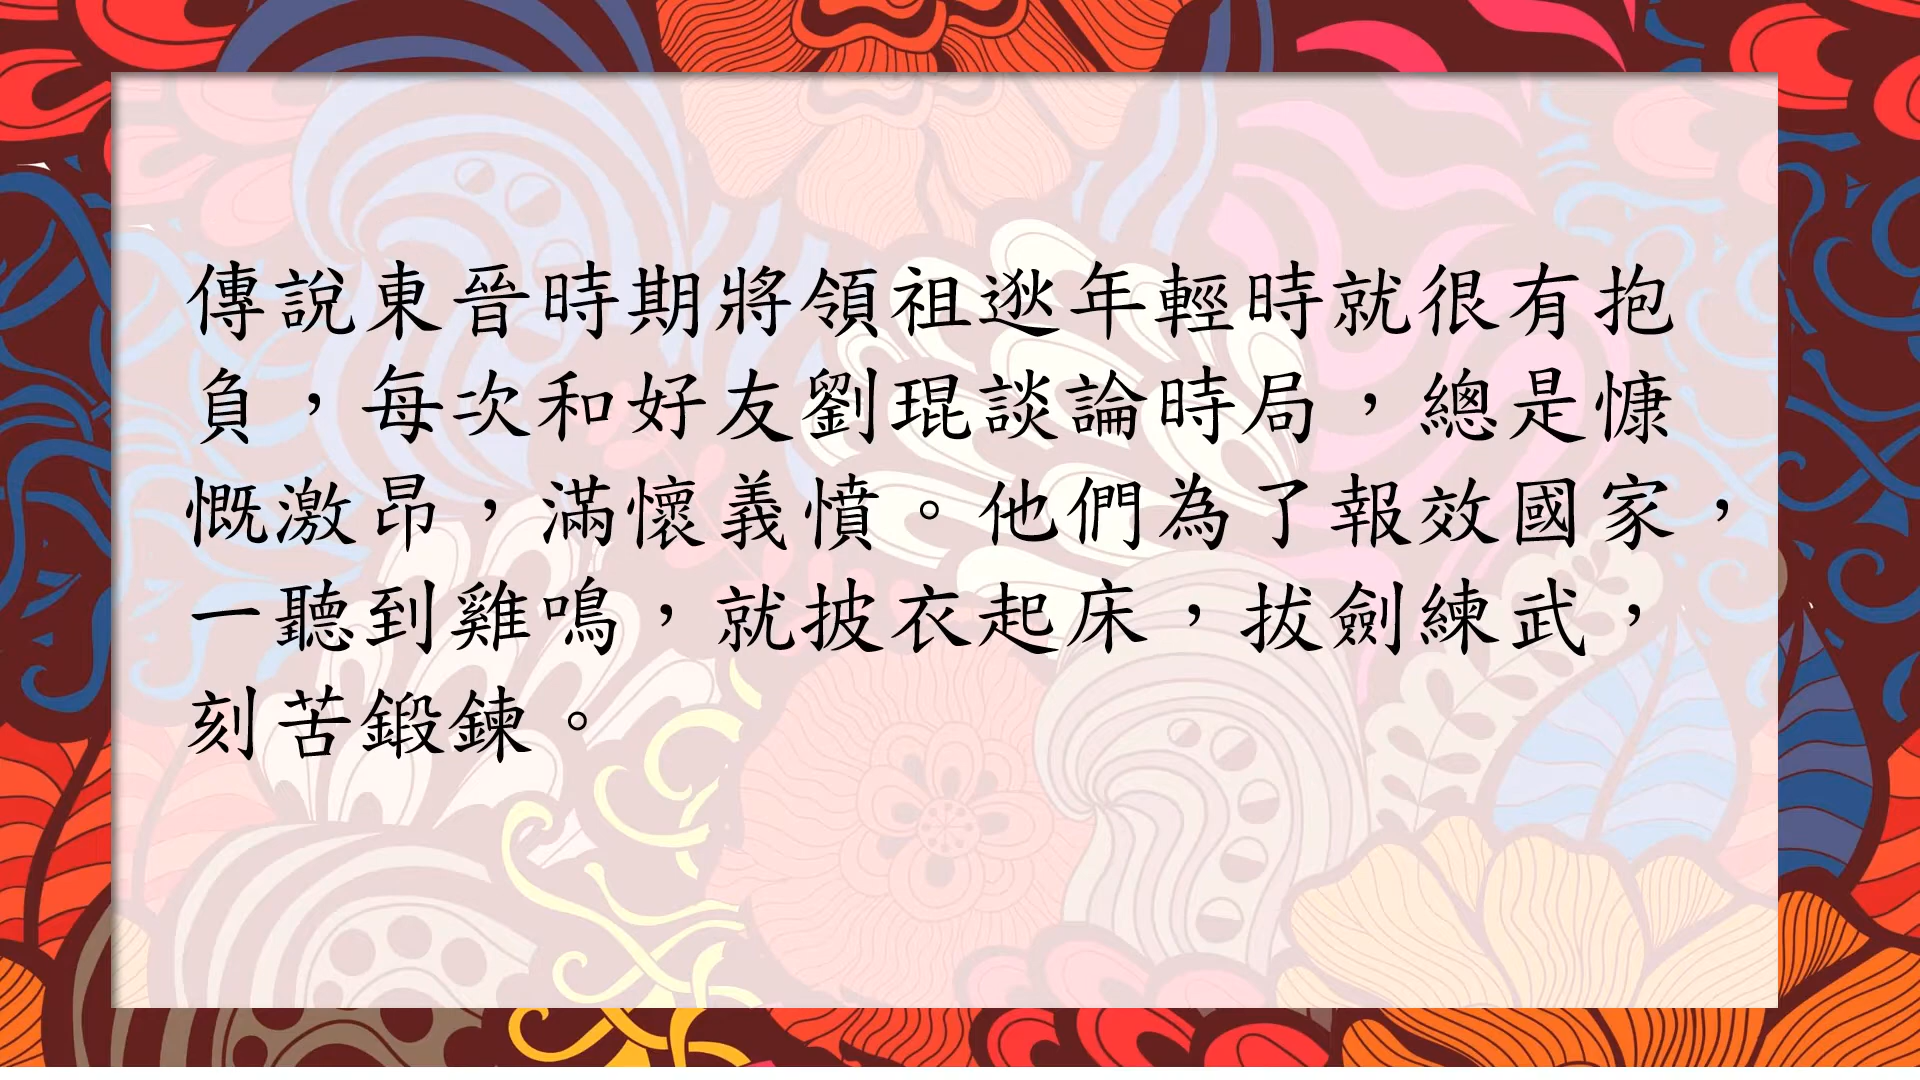 傳說東晉時期將領祖逖年輕時就很有抱
負，每次和好友劉琨談論時局，總是慷
慨激昂，滿懷義憤。他們為了報效國家，
一聽到雞鳴，就披衣起床，拔劍練武，
刻苦鍛鍊。